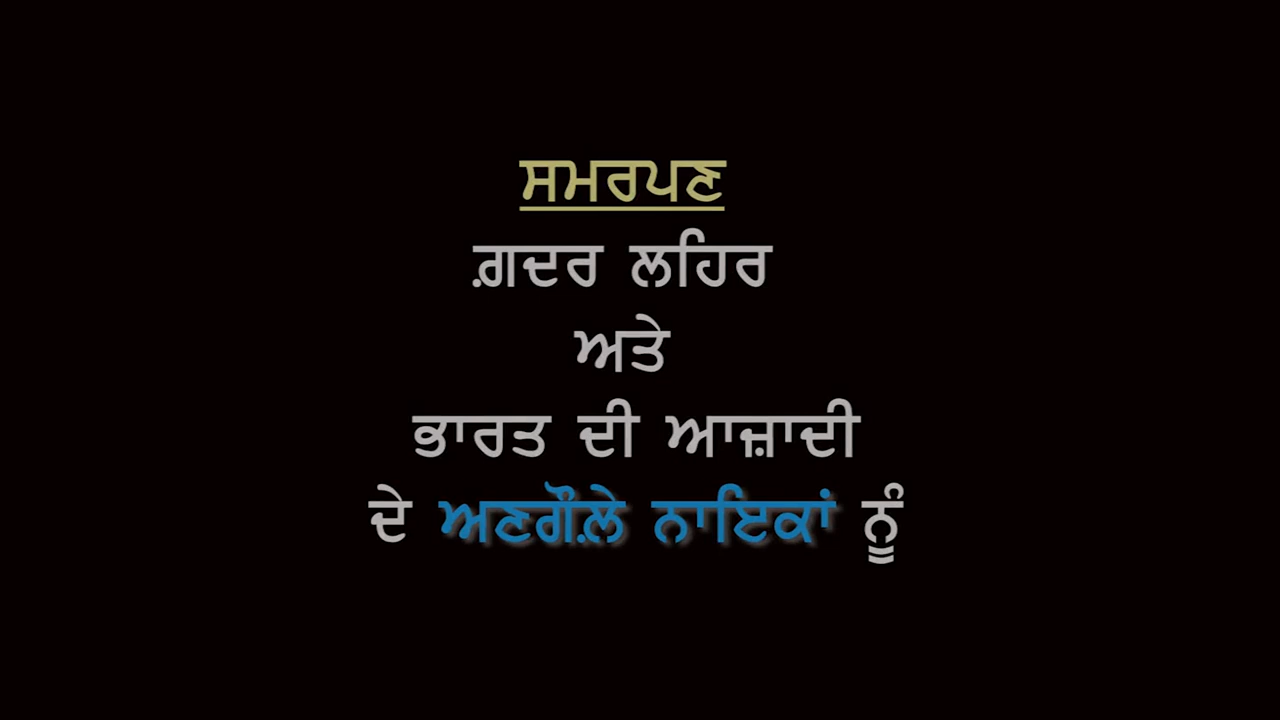 ਸਮਰਪਣ
ਗ਼ਦਰ ਲਹਿਰ
ਅਤੇ
ਭਾਰਤ ਦੀ ਆਜ਼ਾਦੀ
ਦੇ ਅਣਗੌਲ਼ੇ ਨਾਇਕਾਂ ਨੂੰ